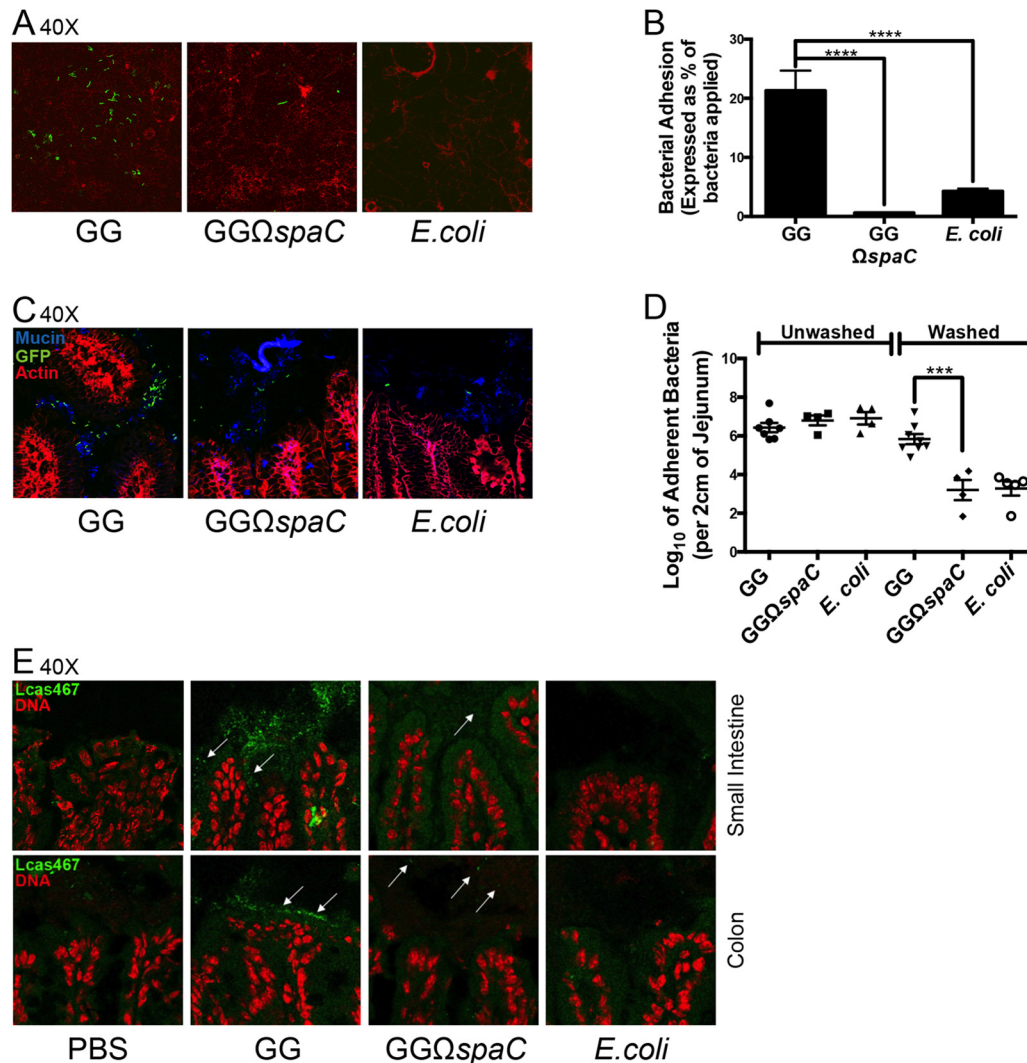 A 40X
GG
GGΩspaC
E.coli
B
Bacterial Adhesion
(Expressed as % of
bacteria applied)
30
20
10
0
****
****
GG
GG
ΩspaC
E. coli
C 40X
Mucin
GFP
Actin
GG
GGΩspaC
E.coli
D
Unwashed
Washed
***
Log10 of Adherent Bacteria
(per 2cm of Jejunum)
10
8
6
4
2
0
GG
GGΩspaC
E. coli
GG
GGΩspaC
E. coli
E 40X
Lcas467
DNA
Small Intestine
Lcas467
DNA
Colon
PBS
GG
GGΩspaC
E.coli